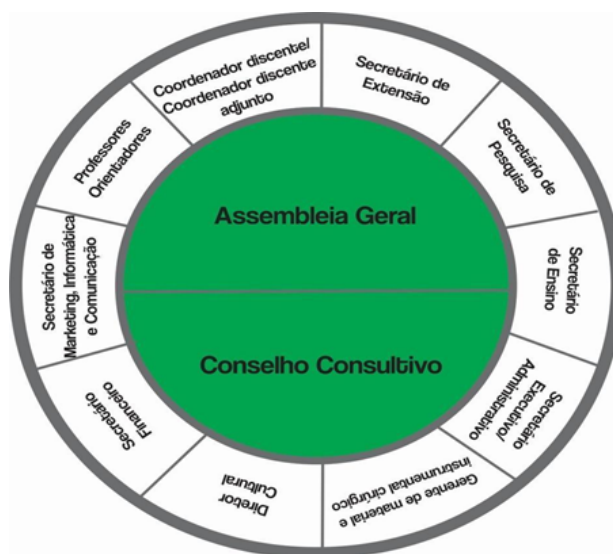 Coordenador discente/
Coordenador discente
adjunto
Secretário de
Extensão
Secretário de
Pesquisa
Secretário
de Ensino
Secretário
Executivo/
Administrativo
Gerente de material e
instrumental cirúrgico
Diretor
Cultural
Secretário
Financeiro
Secretário de
Marketing, Informática
e Comunicação
Professores
Orientadores
Assembleia Geral
Conselho Consultivo